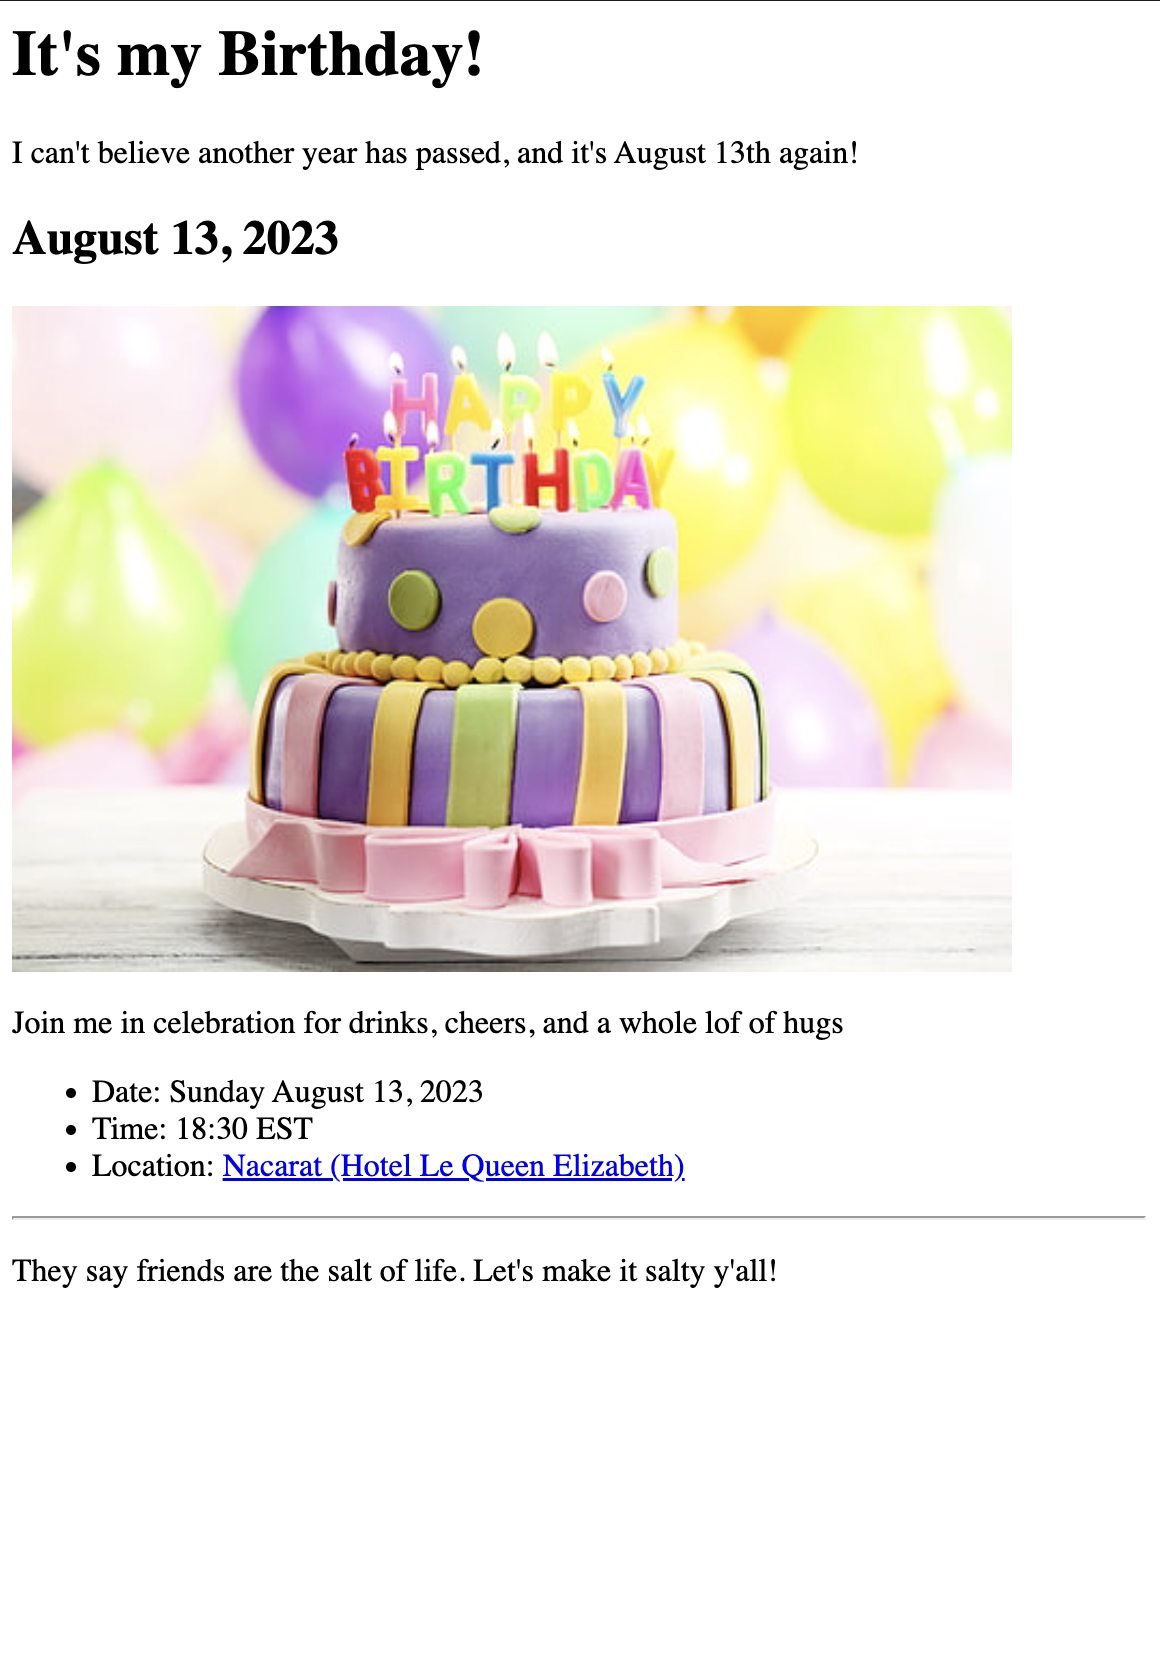 It's my Birthday!
I can't believe another year has passed, and it's August 13th again!
August 13, 2023
HAPPY
BIRTHDAY
Join me in celebration for drinks, cheers, and a whole lof of hugs
• Date: Sunday August 13, 2023
• Time: 18:30 EST
• Location: Nacarat (Hotel Le Queen Elizabeth)
They say friends are the salt of life. Let's make it salty y'all!